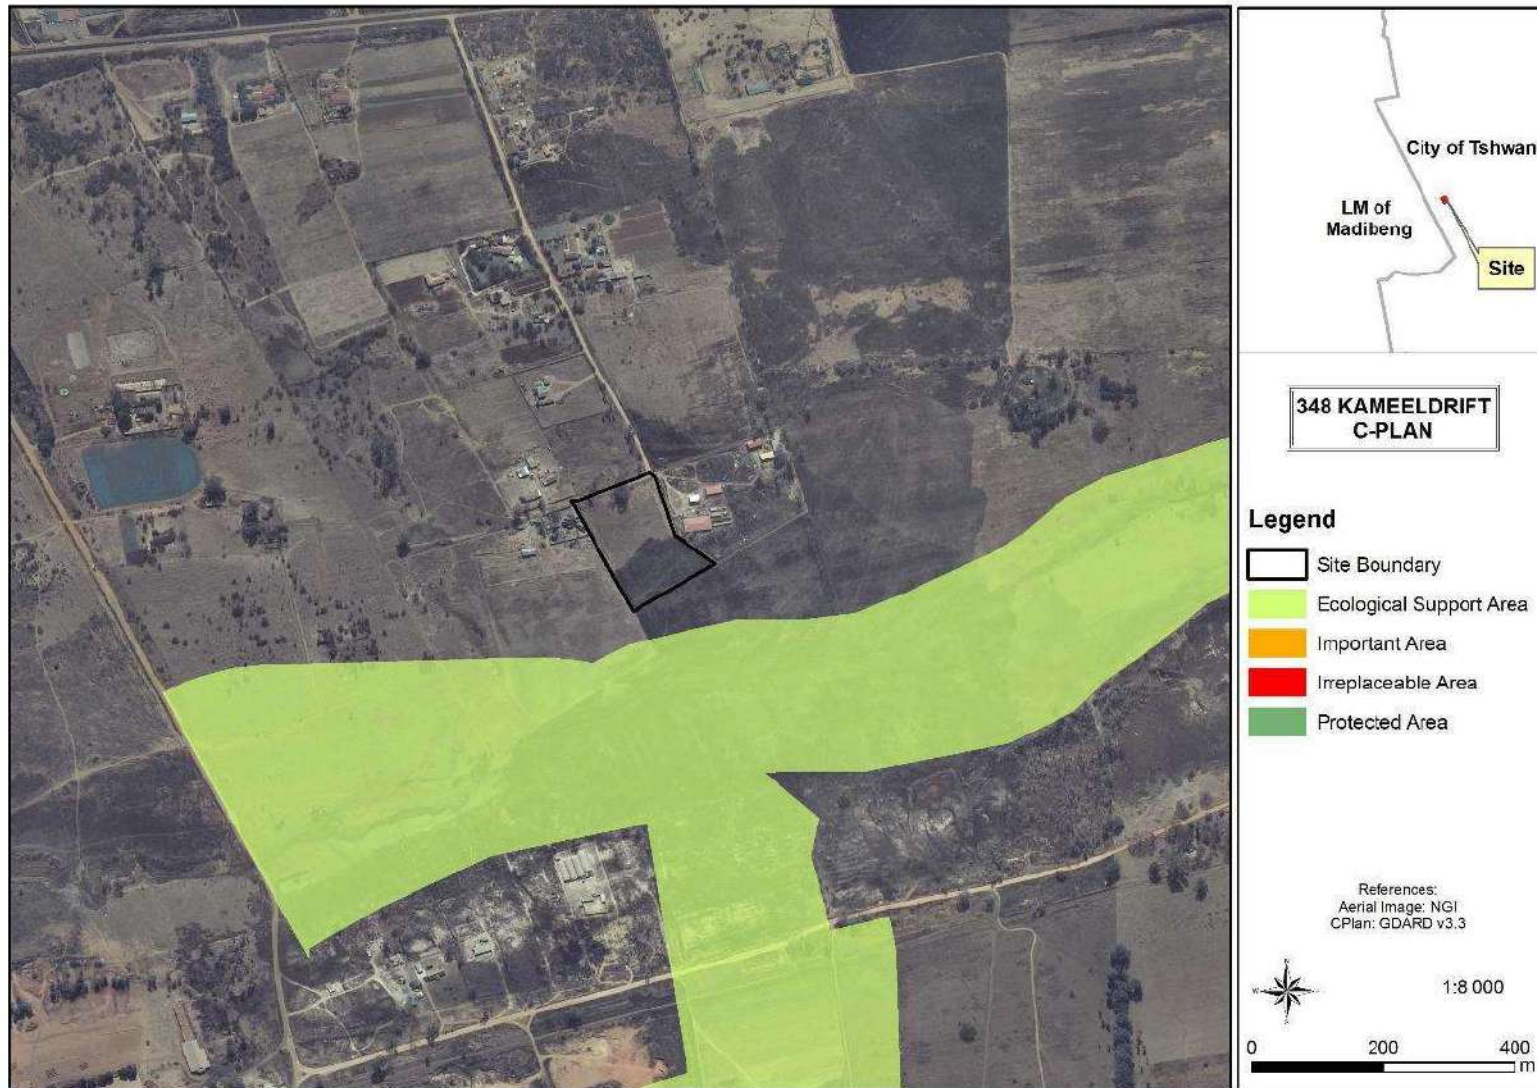 City of Tshwan
LM of
Madibeng
Site
348 KAMEELDRIFT
C-PLAN
Legend
Site Boundary
Ecological Support Area
Important Area
Irreplaceable Area
Protected Area
References:
Aerial Image: NGI
CPlan: GDARD v3.3
N
W
1:8 000
0 200 400
m